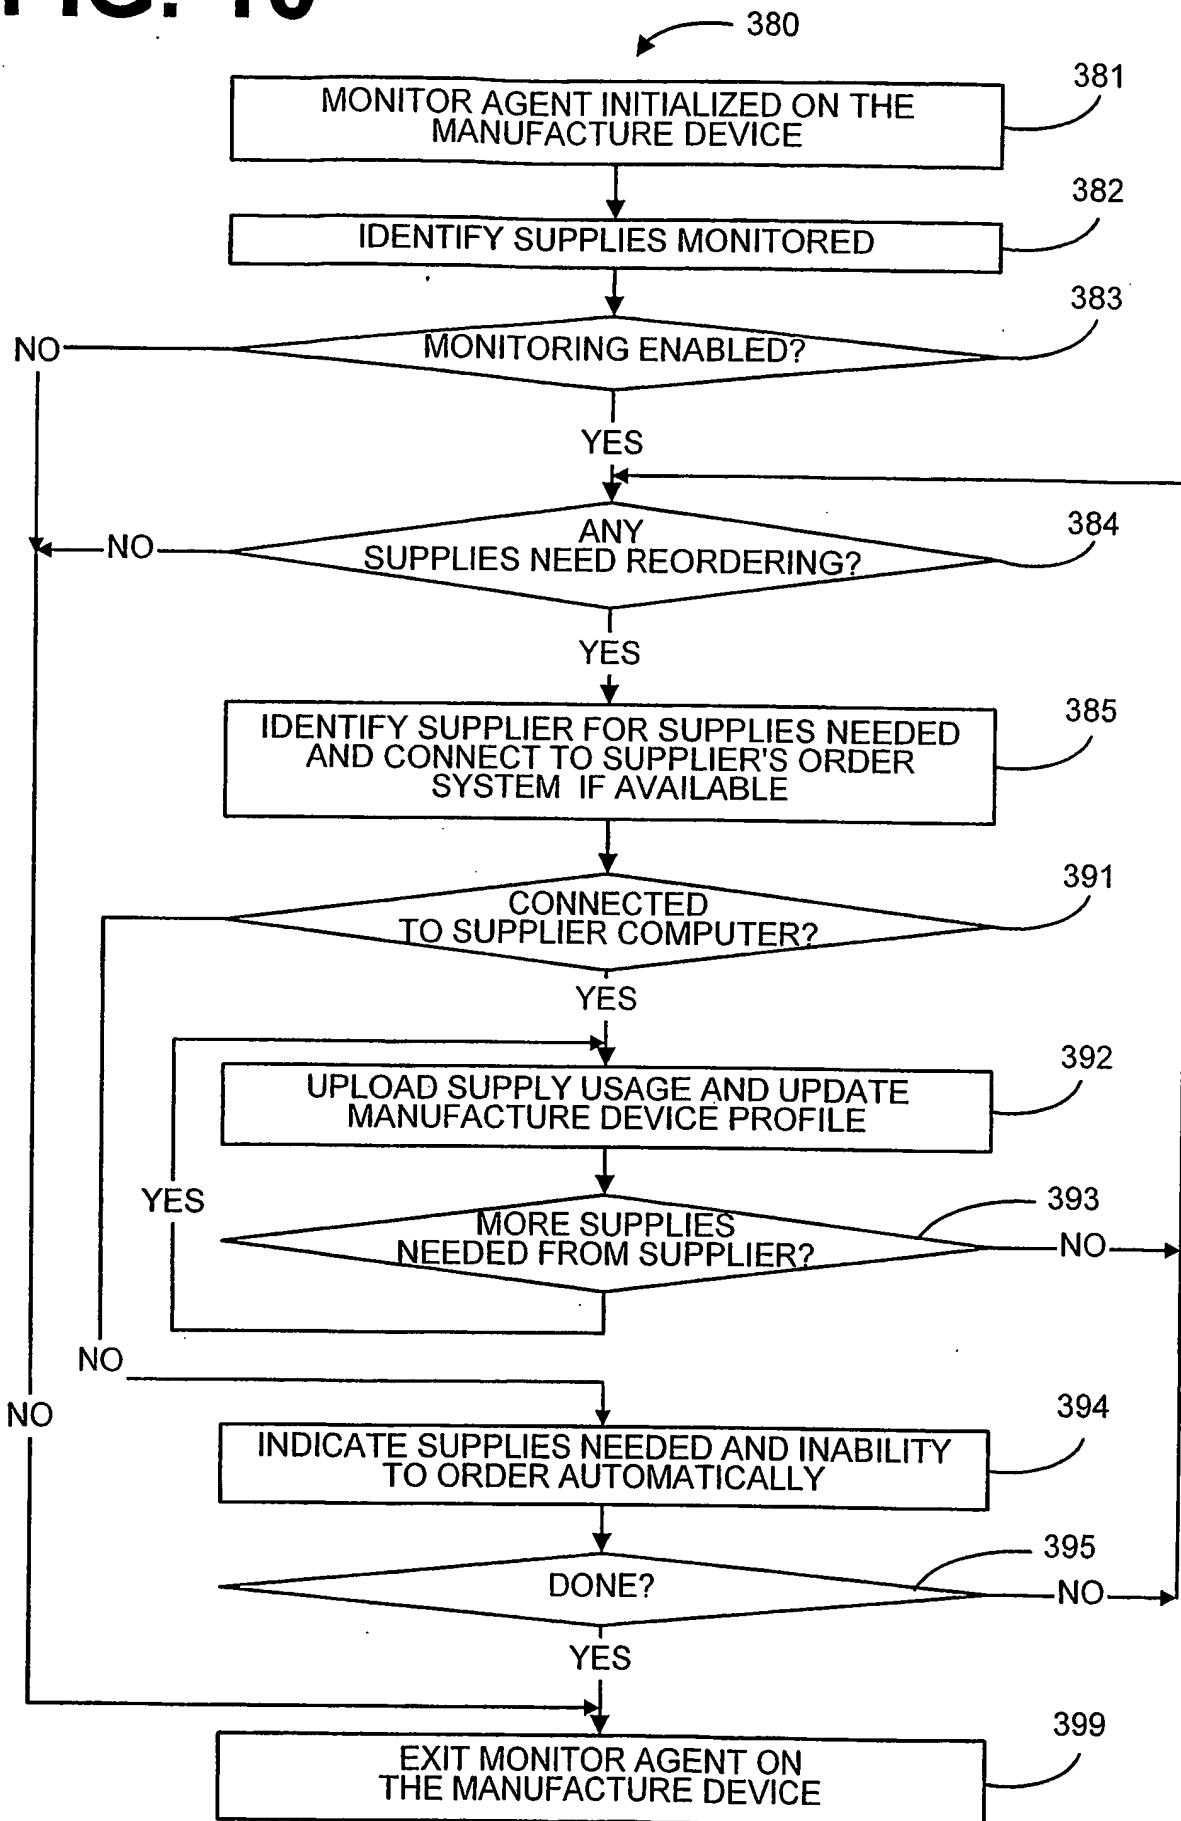 FIG. 10
380
381
MONITOR AGENT INITIALIZED ON THE
MANUFACTURE DEVICE
382
IDENTIFY SUPPLIES MONITORED
383
NO
MONITORING ENABLED?
YES
384
ANY
NO
SUPPLIES NEED REORDERING?
YES
385
IDENTIFY SUPPLIER FOR SUPPLIES NEEDED
AND CONNECT TO SUPPLIER'S ORDER
SYSTEM IF AVAILABLE
391
CONNECTED
TO SUPPLIER COMPUTER?
YES
392
UPLOAD SUPPLY USAGE AND UPDATE
MANUFACTURE DEVICE PROFILE
YES
393
MORE SUPPLIES
NEEDED FROM SUPPLIER?
NO
NO
NO
394
INDICATE SUPPLIES NEEDED AND INABILITY
TO ORDER AUTOMATICALLY
395
DONE?
NO
YES
399
EXIT MONITOR AGENT ON
THE MANUFACTURE DEVICE